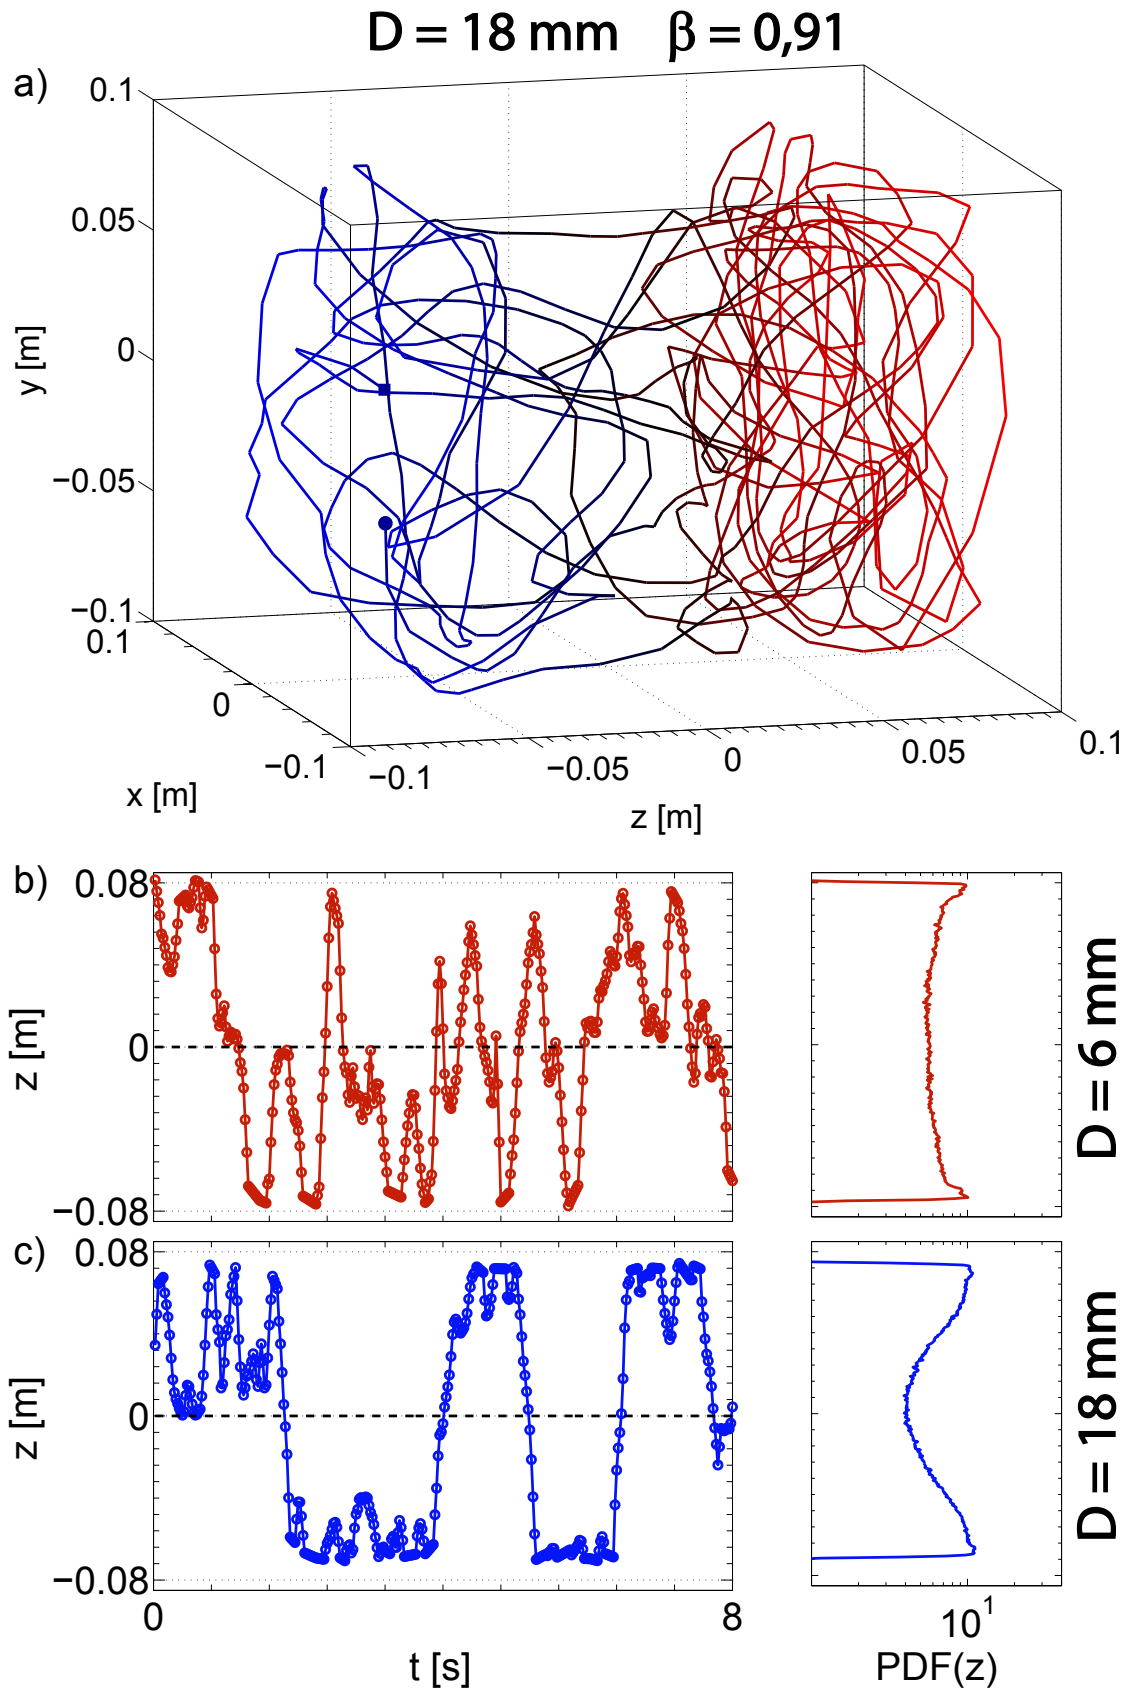 D = 18 mm β = 0,91
a)
0.1
0.05
0
−0.05
−0.1
y [m]
0.1
0
−0.1
x [m]
−0.1
−0.05
0
0.05
0.1
z [m]
b)
0.08
0
−0.08
z [m]
D = 6 mm
c)
0.08
0
−0.08
z [m]
D = 18 mm
0
8
t [s]
10¹
PDF(z)